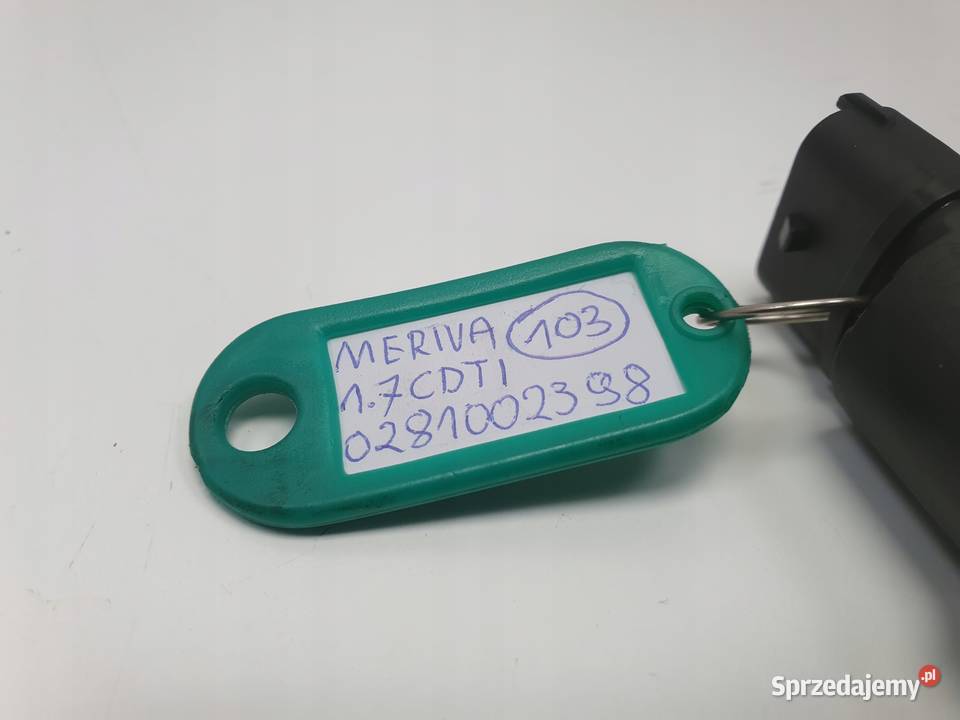 MERIVA 103
1.7CDTI
0281002398
Sprzedajemy.pl